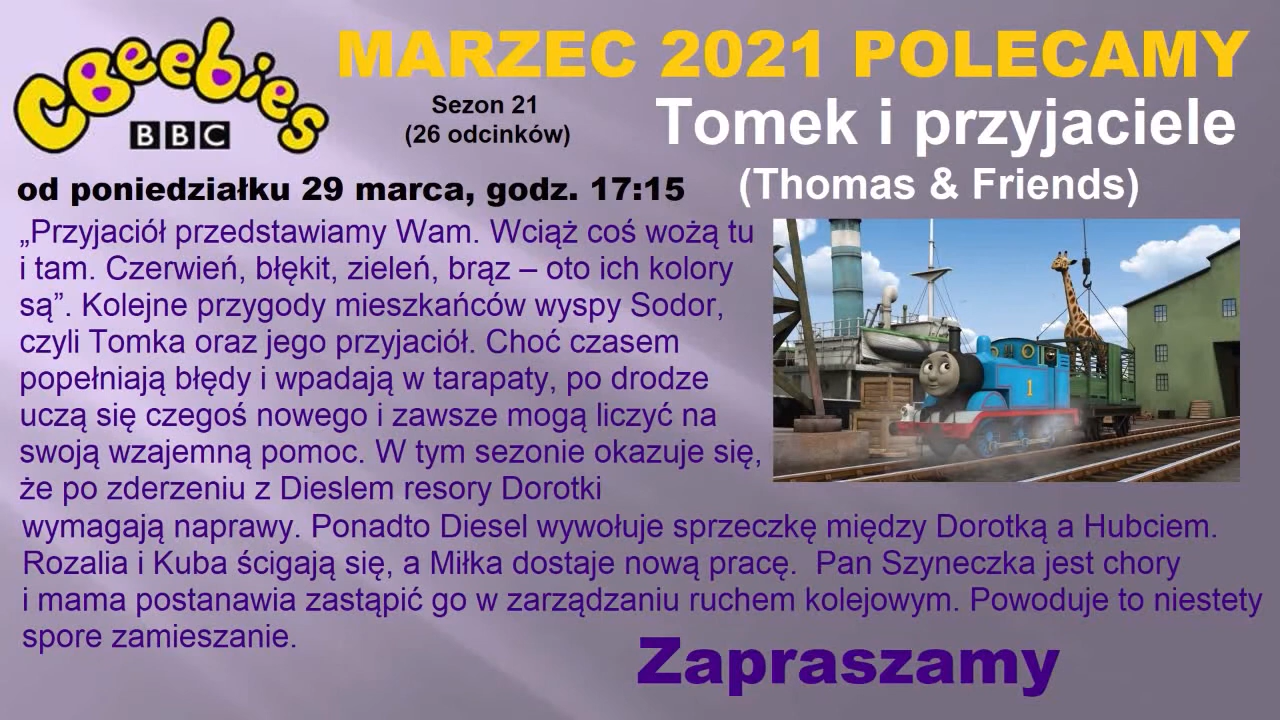 CBeebies
BBC
MARZEC 2021 POLECAMY
Sezon 21
(26 odcinków)
Tomek i przyjaciele
(Thomas & Friends)
od poniedziałku 29 marca, godz. 17:15
„Przyjaciół przedstawiamy Wam. Wciąż coś wożą tu
i tam. Czerwień, błękit, zieleń, brąz – oto ich kolory
są”. Kolejne przygody mieszkańców wyspy Sodor,
czyli Tomka oraz jego przyjaciół. Choć czasem
popełniają błędy i wpadają w tarapaty, po drodze
uczą się czegoś nowego i zawsze mogą liczyć na
swoją wzajemną pomoc. W tym sezonie okazuje się,
że po zderzeniu z Dieslem resory Dorotki
wymagają naprawy. Ponadto Diesel wywołuje sprzeczkę między Dorotką a Hubciem.
Rozalia i Kuba ścigają się, a Miłka dostaje nową pracę.  Pan Szyneczka jest chory
i mama postanawia zastąpić go w zarządzaniu ruchem kolejowym. Powoduje to niestety
spore zamieszanie.
1
Zapraszamy